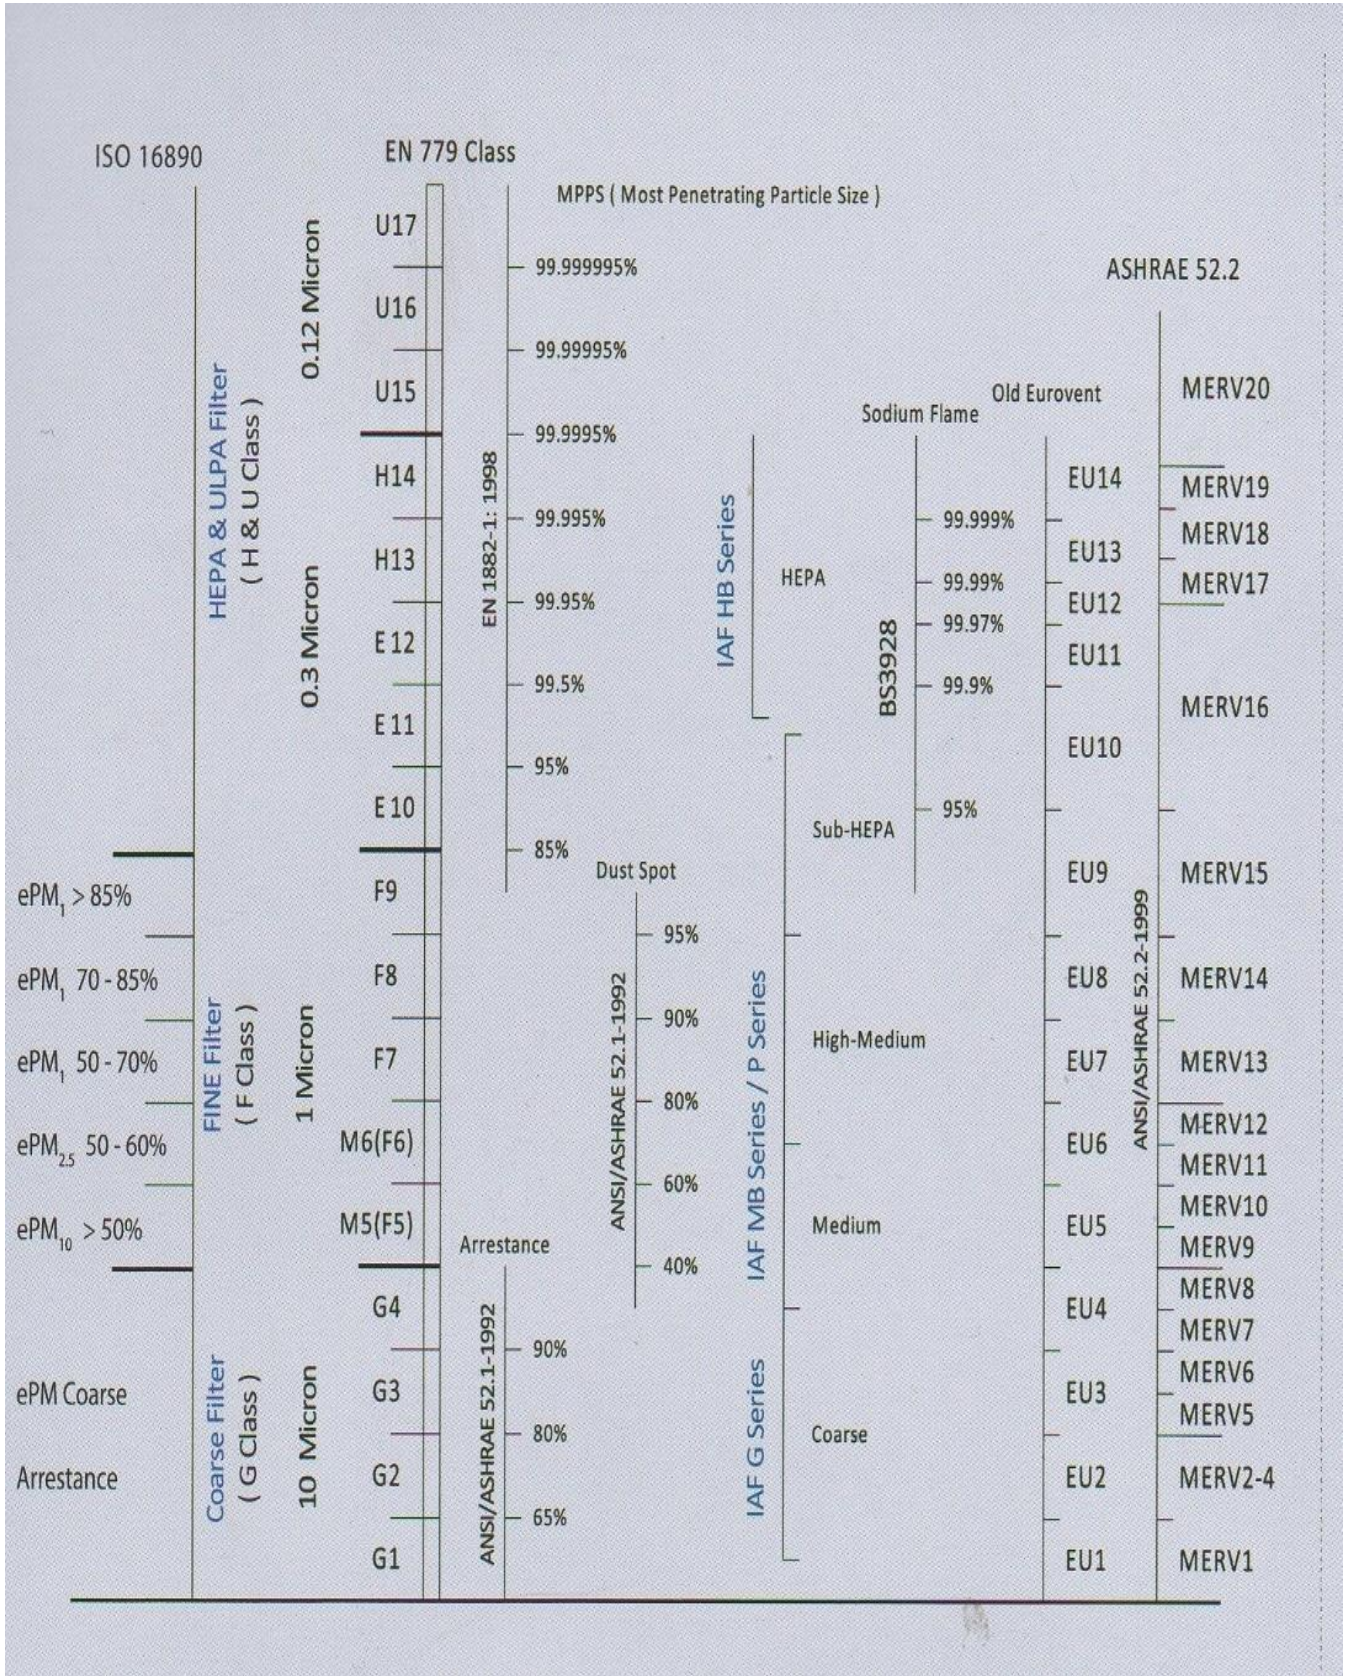 ISO 16890
EN 779 Class
MPPS ( Most Penetrating Particle Size )
ASHRAE 52.2
Old Eurovent
Sodium Flame
Dust Spot
Arrestance
ePM1 > 85%
ePM1 70 - 85%
ePM1 50 - 70%
ePM2.5 50 - 60%
ePM10 > 50%
ePM Coarse
Arrestance
HEPA & ULPA Filter
( H & U Class )
FINE Filter
( F Class )
Coarse Filter
( G Class )
0.12 Micron
0.3 Micron
1 Micron
10 Micron
U17
U16
U15
H14
H13
E 12
E 11
E 10
F9
F8
F7
M6(F6)
M5(F5)
G4
G3
G2
G1
EN 1882-1: 1998
99.999995%
99.99995%
99.9995%
99.995%
99.95%
99.5%
95%
85%
ANSI/ASHRAE 52.1-1992
90%
80%
65%
ANSI/ASHRAE 52.1-1992
95%
90%
80%
60%
40%
IAF HB Series
IAF MB Series / P Series
IAF G Series
HEPA
Sub-HEPA
High-Medium
Medium
Coarse
BS3928
99.999%
99.99%
99.97%
99.9%
95%
EU14
EU13
EU12
EU11
EU10
EU9
EU8
EU7
EU6
EU5
EU4
EU3
EU2
EU1
ANSI/ASHRAE 52.2-1999
MERV20
MERV19
MERV18
MERV17
MERV16
MERV15
MERV14
MERV13
MERV12
MERV11
MERV10
MERV9
MERV8
MERV7
MERV6
MERV5
MERV2-4
MERV1